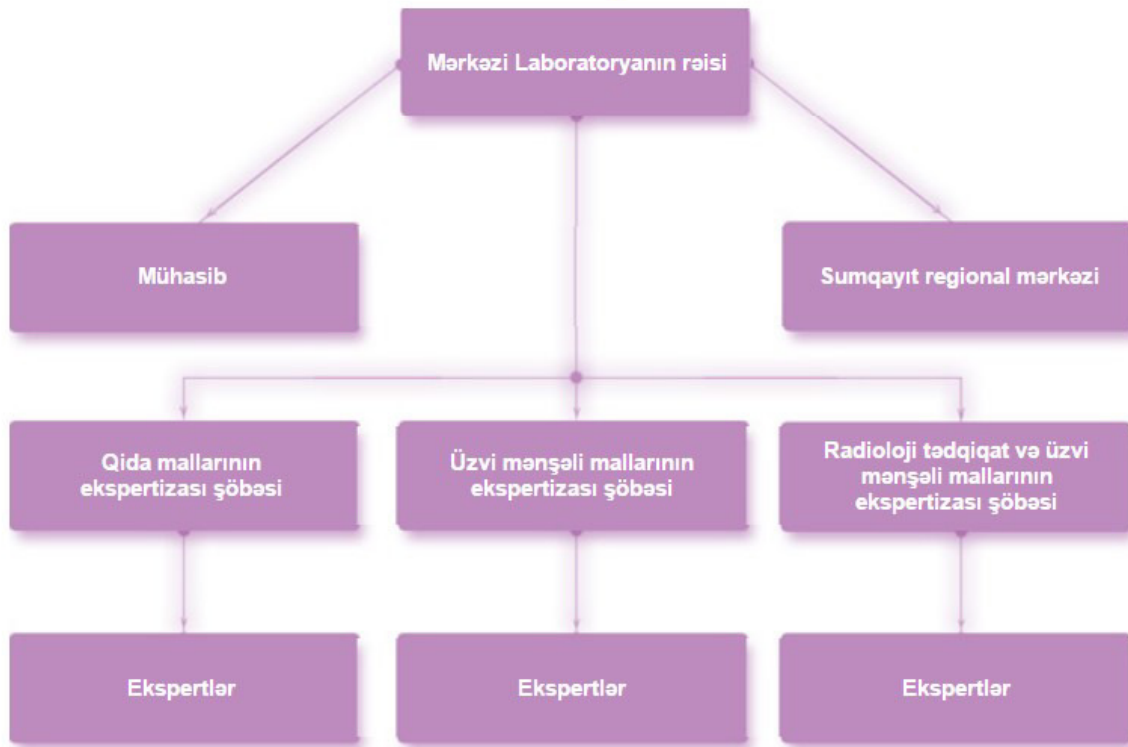 Mərkəzi Laboratoryanın rəisi
Mühasib
Sumqayıt regional mərkəzi
Qida mallarının
ekspertizası şöbəsi
Üzvi mənşəli mallarının
ekspertizası şöbəsi
Radioloji tədqiqat və üzvi
mənşəli mallarının
ekspertizası şöbəsi
Ekspertlər
Ekspertlər
Ekspertlər